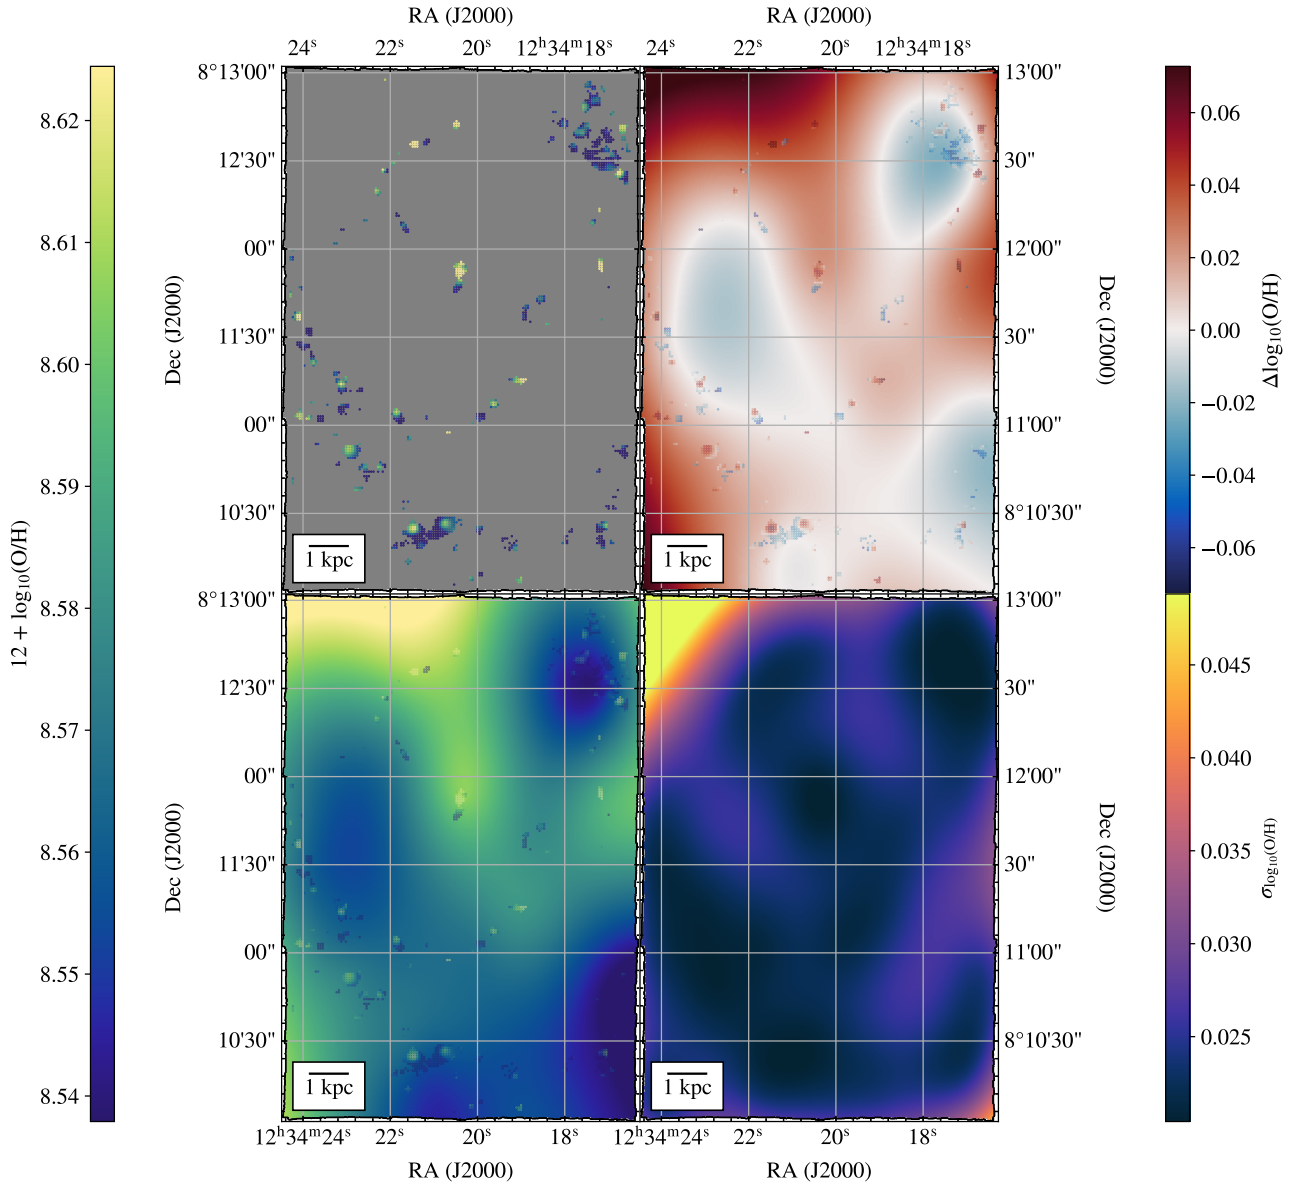 RA (J2000)
RA (J2000)
24ˢ 22ˢ 20ˢ 12ʰ34ᵐ18ˢ
24ˢ 22ˢ 20ˢ 12ʰ34ᵐ18ˢ
8°13'00"
12'30"
00"
11'30"
00"
10'30"
Dec (J2000)
1 kpc
13'00"
30"
12'00"
30"
11'00"
8°10'30"
Dec (J2000)
1 kpc
8°13'00"
12'30"
00"
11'30"
00"
10'30"
Dec (J2000)
1 kpc
13'00"
30"
12'00"
30"
11'00"
8°10'30"
Dec (J2000)
1 kpc
12ʰ34ᵐ24ˢ 22ˢ 20ˢ 18ˢ
12ʰ34ᵐ24ˢ 22ˢ 20ˢ 18ˢ
RA (J2000)
RA (J2000)
8.62
8.61
8.60
8.59
8.58
8.57
8.56
8.55
8.54
12 + log₁₀(O/H)
0.06
0.04
0.02
0.00
−0.02
−0.04
−0.06
Δlog₁₀(O/H)
0.045
0.040
0.035
0.030
0.025
σlog₁₀(O/H)